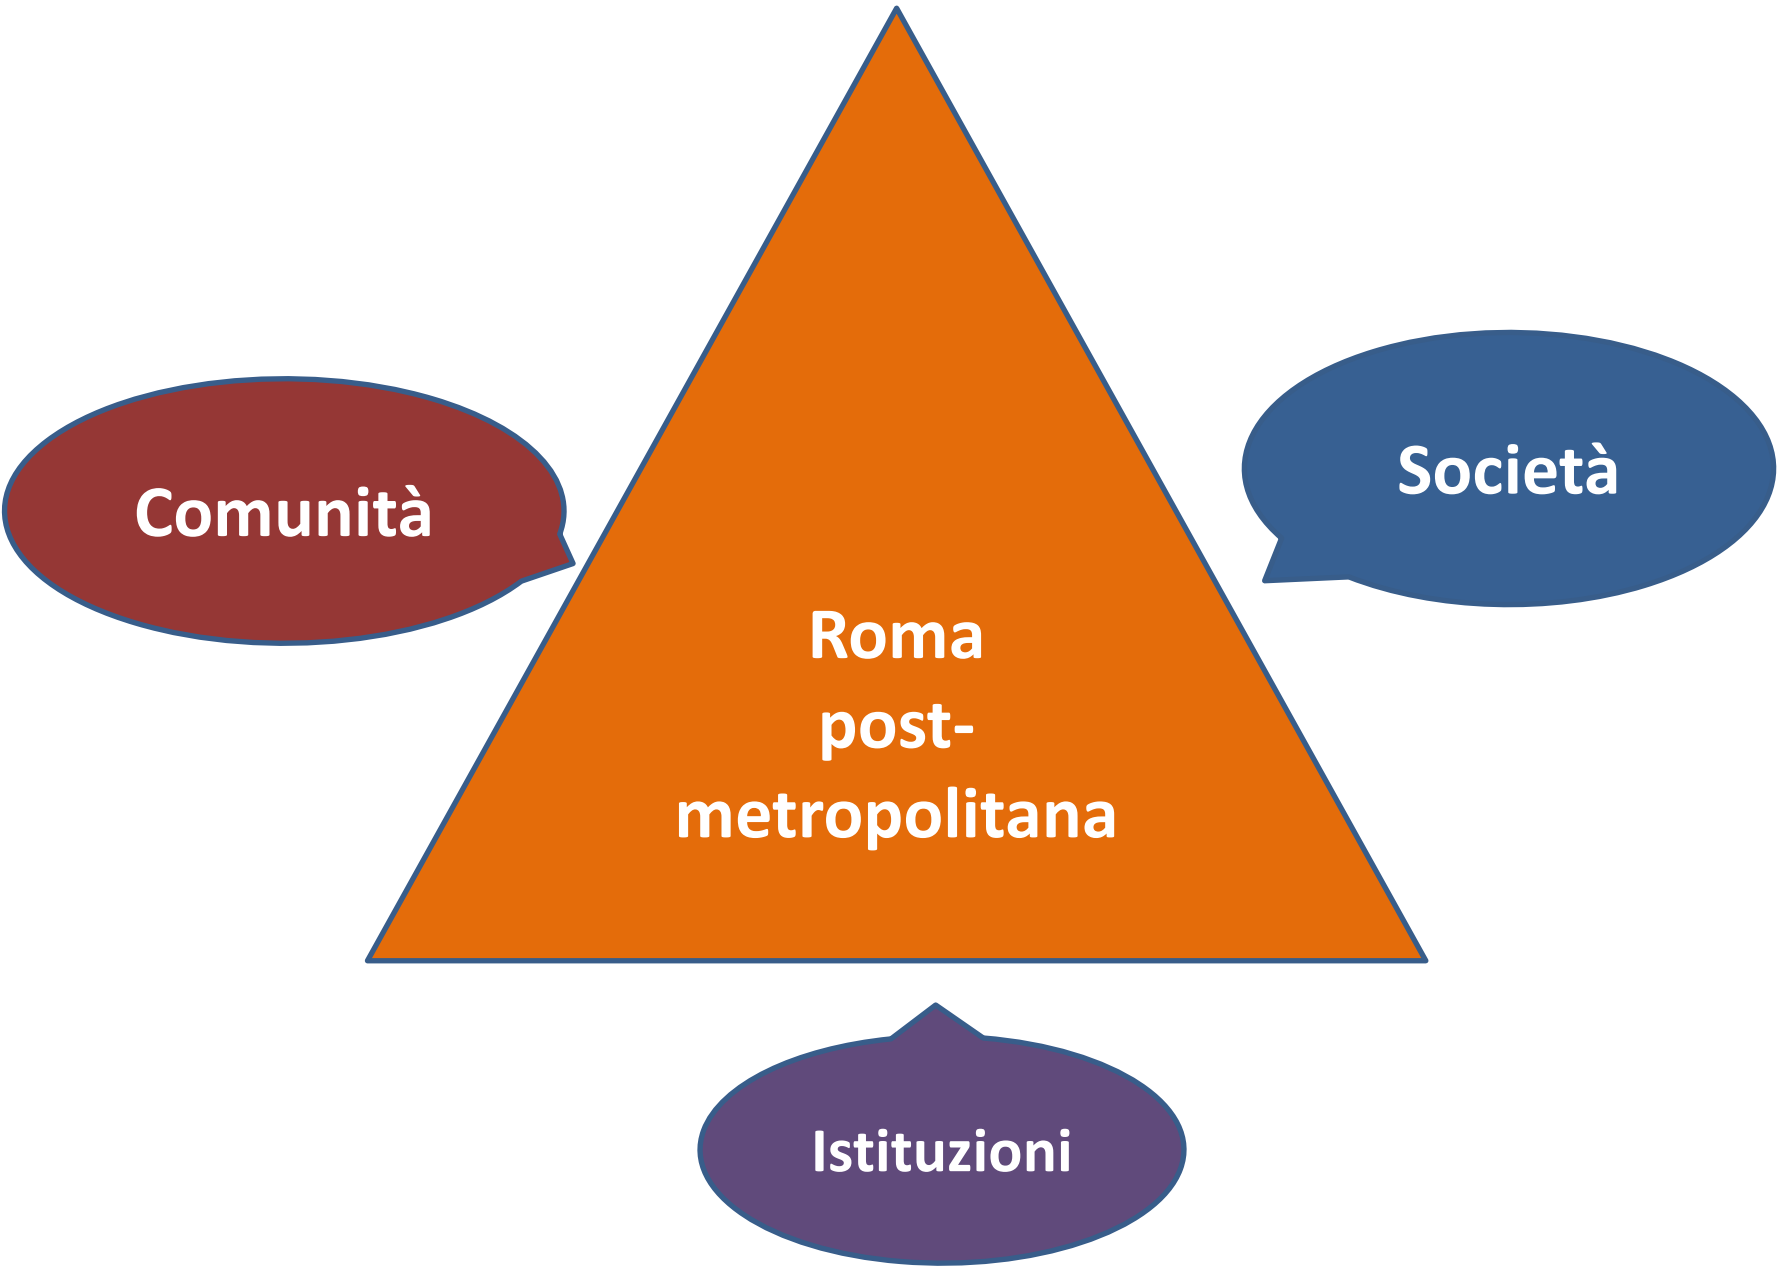 Società
Comunità
Roma
post-
metropolitana
Istituzioni